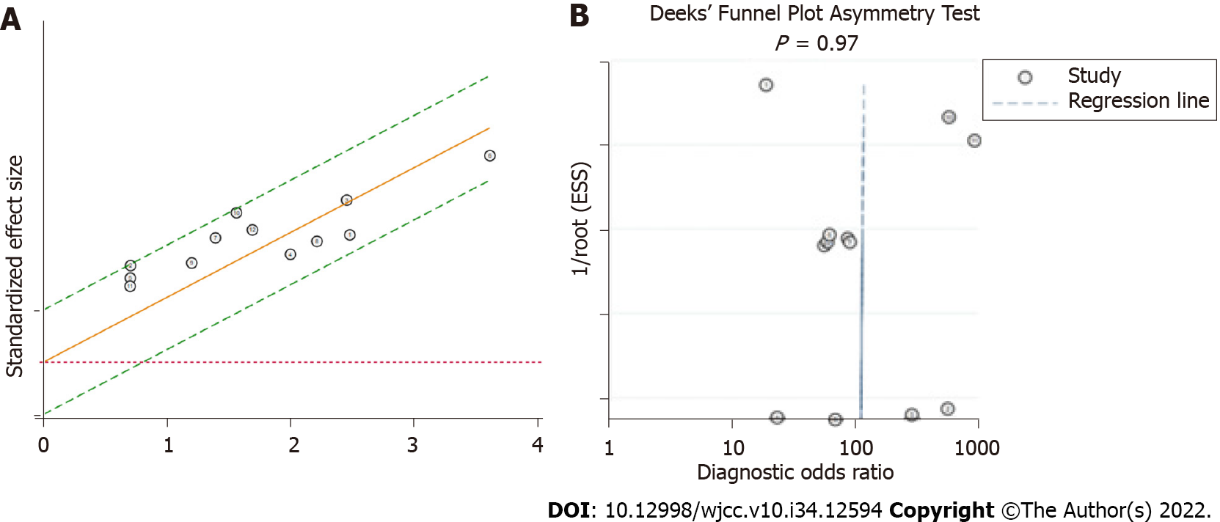 A
Standardized effect size
0 1 2 3 4
B
Deeks’ Funnel Plot Asymmetry Test
P = 0.97
Study
Regression line
1/root (ESS)
1 10 100 1000
Diagnostic odds ratio
DOI: 10.12998/wjcc.v10.i34.12594 Copyright ©The Author(s) 2022.